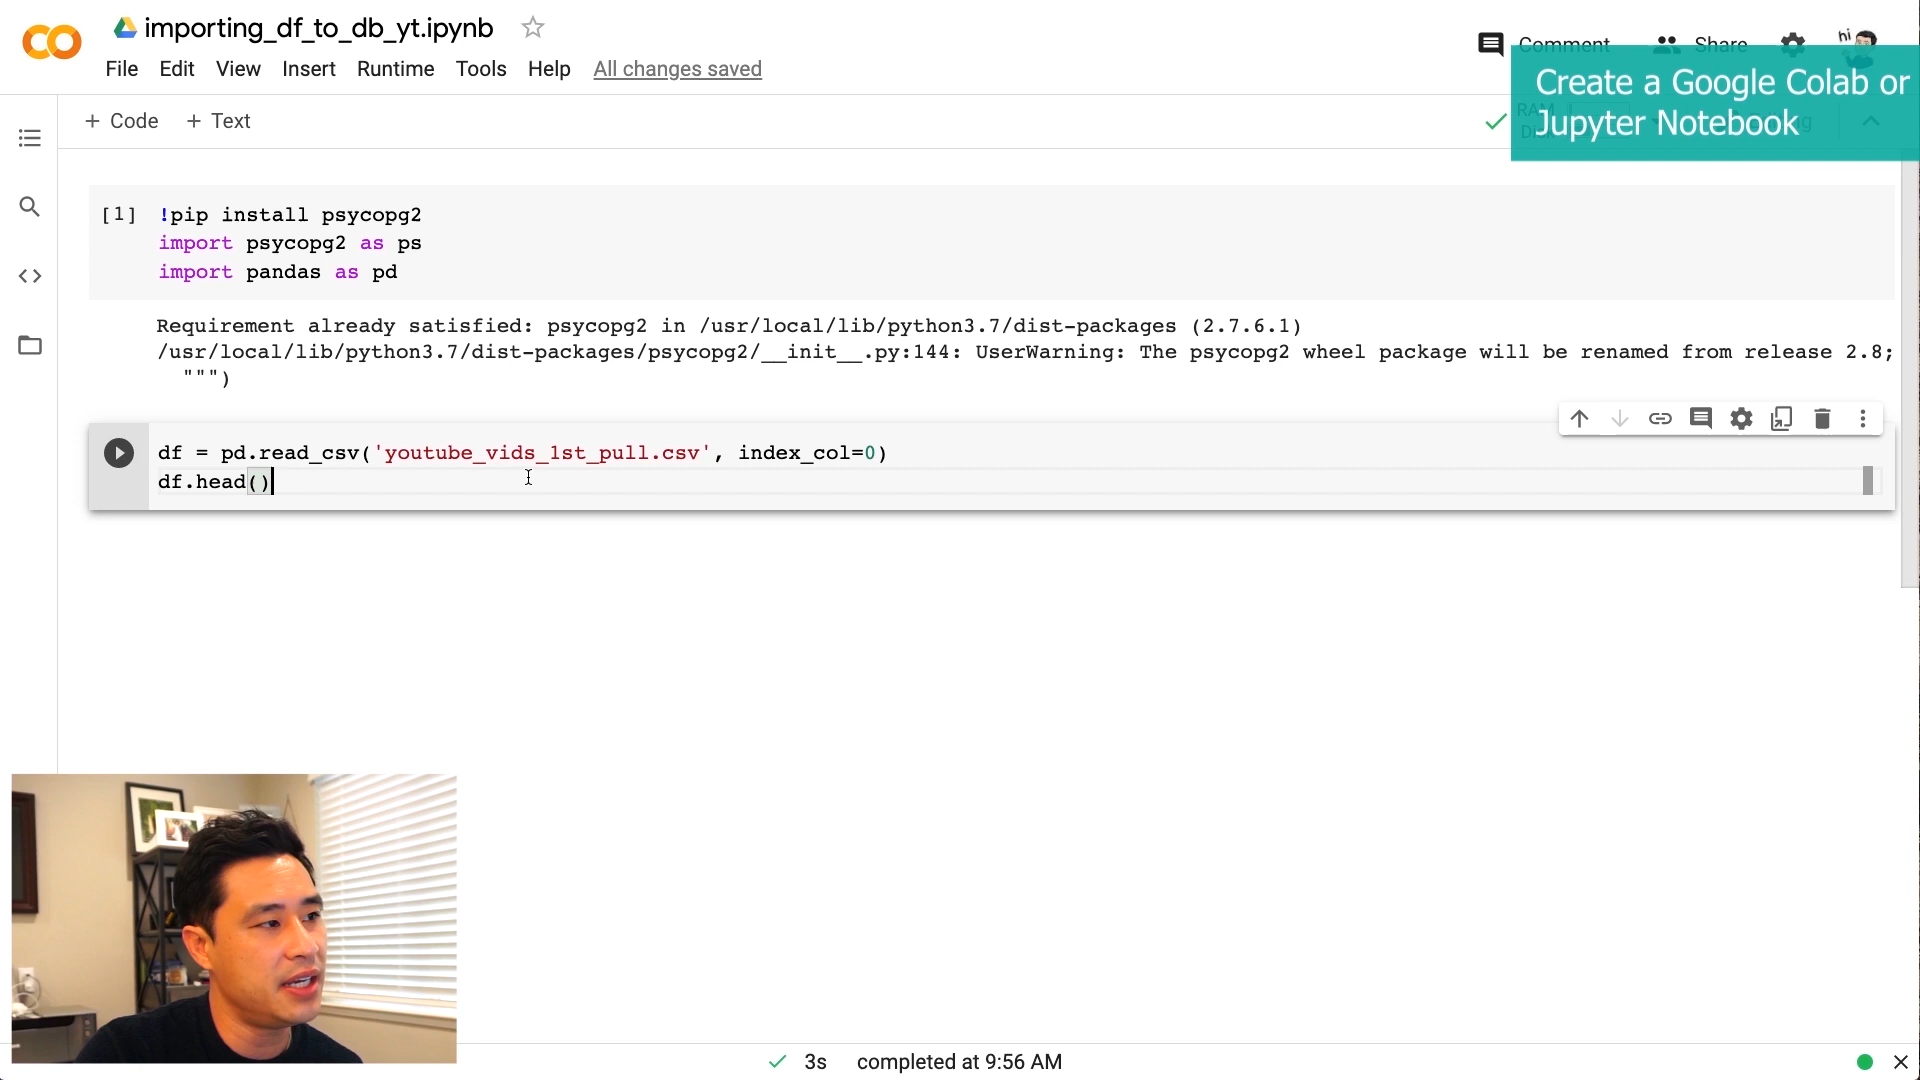 importing_df_to_db_yt.ipynb
File Edit View Insert Runtime Tools Help All changes saved
Comment Share
hi
Create a Google Colab or
Jupyter Notebook
+ Code + Text
RAM
[1] !pip install psycopg2
import psycopg2 as ps
import pandas as pd
Requirement already satisfied: psycopg2 in /usr/local/lib/python3.7/dist-packages (2.7.6.1)
/usr/local/lib/python3.7/dist-packages/psycopg2/__init__.py:144: UserWarning: The psycopg2 wheel package will be renamed from release 2.8;
""")
df = pd.read_csv('youtube_vids_1st_pull.csv', index_col=0)
df.head()
3s completed at 9:56 AM